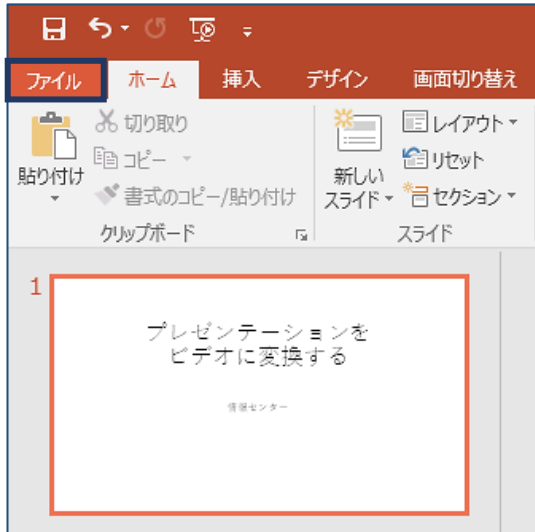 ファイル ホーム 挿入 デザイン 画面切り替え
貼り付け
切り取り
コピー
書式のコピー/貼り付け
クリップボード
新しい
スライド
レイアウト
リセット
セクション
スライド
1
プレゼンテーションを
ビデオに変換する
情報センター